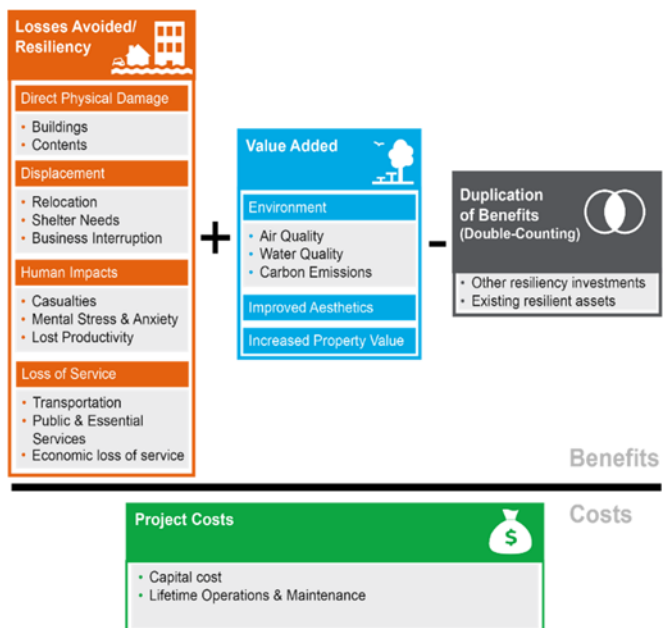 Losses Avoided/
Resiliency
Direct Physical Damage
• Buildings
• Contents
Displacement
• Relocation
• Shelter Needs
• Business Interruption
Human Impacts
• Casualties
• Mental Stress & Anxiety
• Lost Productivity
Loss of Service
• Transportation
• Public & Essential
Services
• Economic loss of service
+
Value Added
Environment
• Air Quality
• Water Quality
• Carbon Emissions
Improved Aesthetics
Increased Property Value
-
Duplication
of Benefits
(Double-Counting)
• Other resiliency investments
• Existing resilient assets
Benefits
Costs
Project Costs
$
• Capital cost
• Lifetime Operations & Maintenance